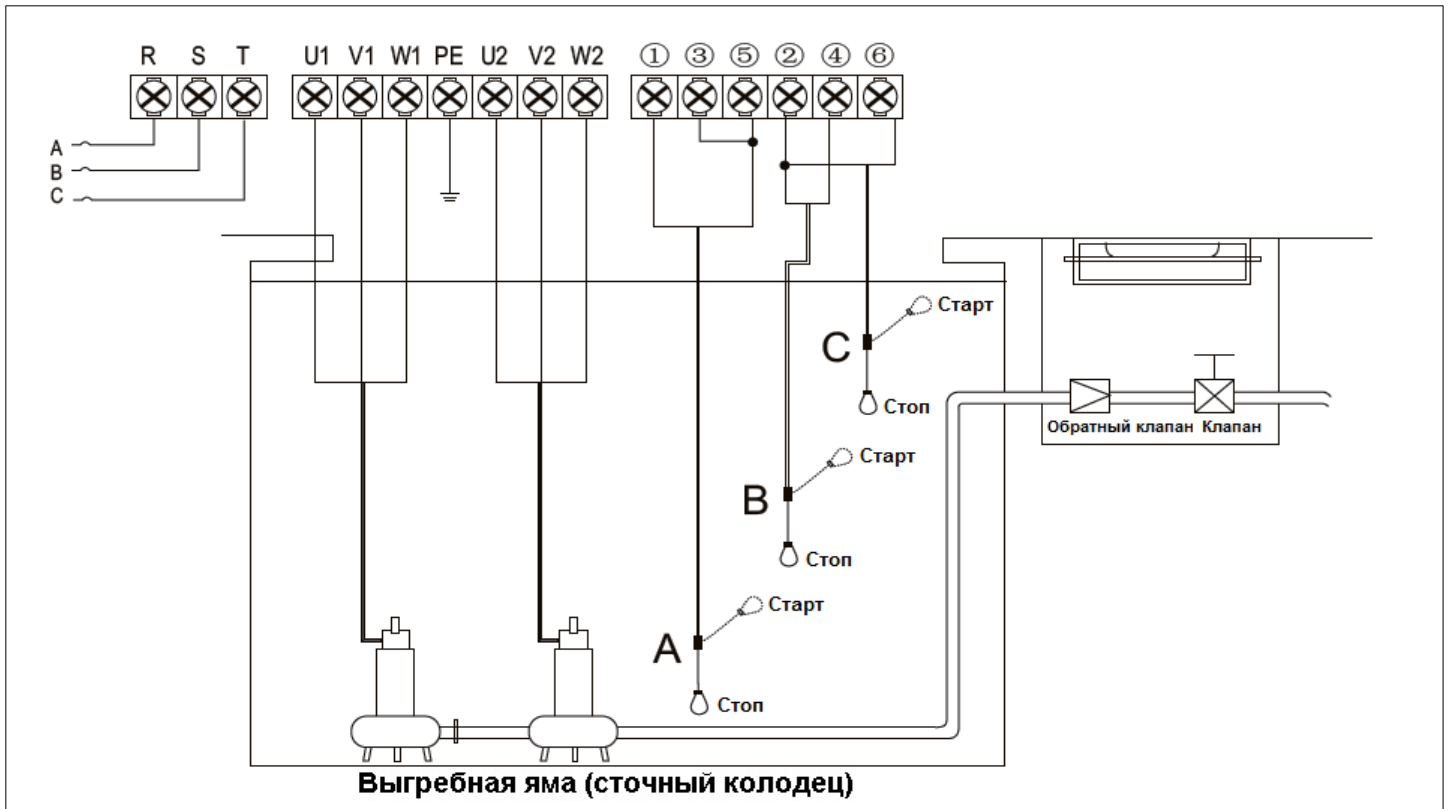 R S T U1 V1 W1 PE U2 V2 W2 ① ③ ⑤ ② ④ ⑥
A
B
C
Старт
C
Стоп
Обратный клапан Клапан
Старт
B
Стоп
Старт
A
Стоп
Выгребная яма (сточный колодец)